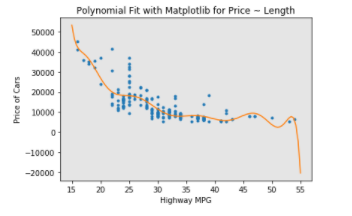 Polynomial Fit with Matplotlib for Price ~ Length
50000
40000
30000
20000
10000
0
−10000
−20000
Price of Cars
15 20 25 30 35 40 45 50 55
Highway MPG